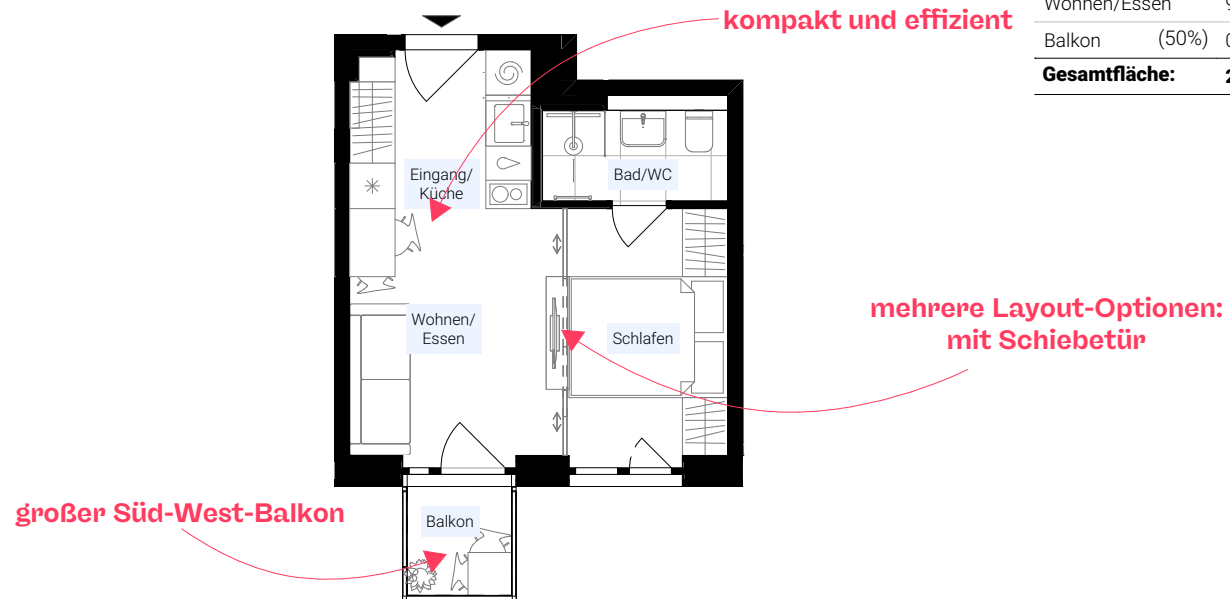 kompakt und effizient
Wohnen/Essen
Balkon (50%)
Gesamtfläche:
Eingang/
Küche
Bad/WC
Wohnen/
Essen
Schlafen
mehrere Layout-Optionen:
mit Schiebetür
großer Süd-West-Balkon
Balkon